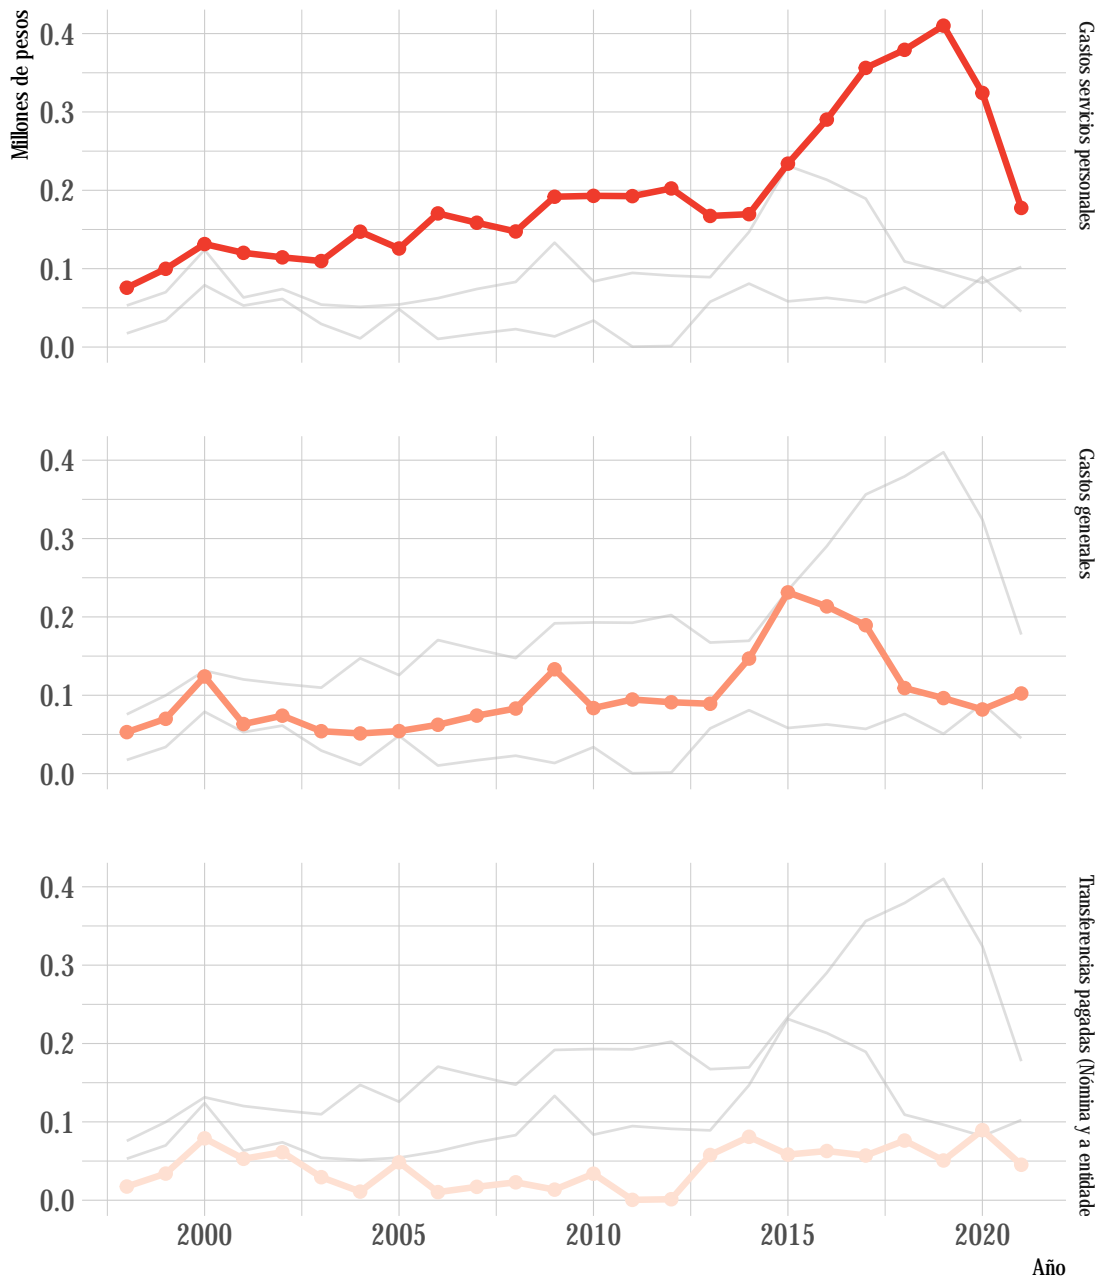 Millones de pesos
0.4
0.3
0.2
0.1
0.0
Gastos servicios personales
0.4
0.3
0.2
0.1
0.0
Gastos generales
0.4
0.3
0.2
0.1
0.0
Transferencias pagadas (Nómina y a entidade
2000 2005 2010 2015 2020
Año